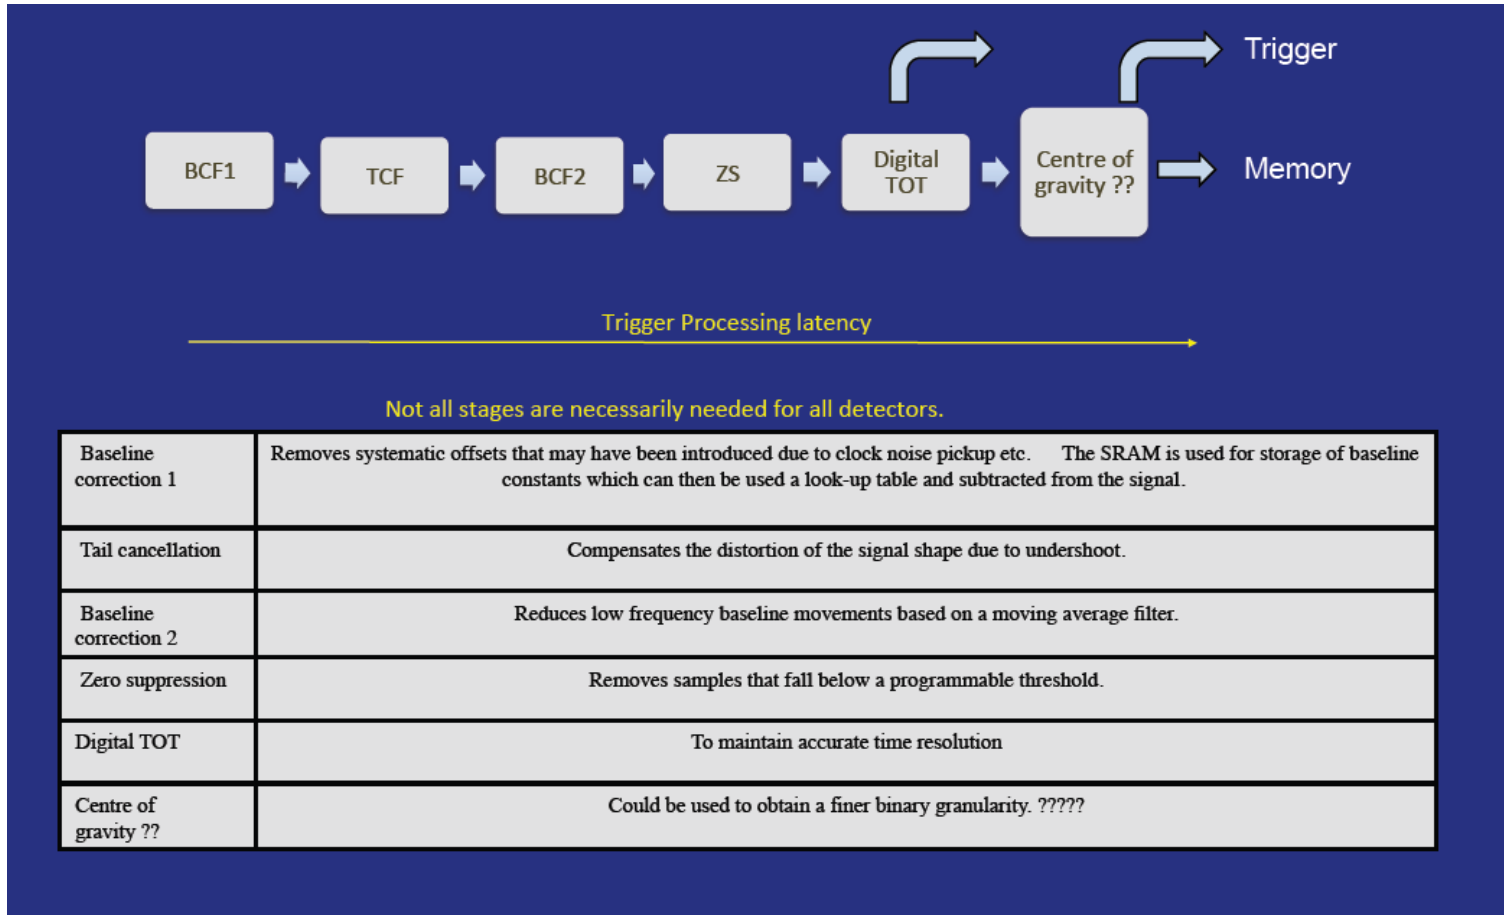 Trigger
BCF1
TCF
BCF2
ZS
Digital
TOT
Centre of
gravity ??
Memory
Trigger Processing latency
Not all stages are necessarily needed for all detectors.
Baseline
correction 1
Removes systematic offsets that may have been introduced due to clock noise pickup etc. The SRAM is used for storage of baseline
constants which can then be used a look-up table and subtracted from the signal.
Tail cancellation
Compensates the distortion of the signal shape due to undershoot.
Baseline
correction 2
Reduces low frequency baseline movements based on a moving average filter.
Zero suppression
Removes samples that fall below a programmable threshold.
Digital TOT
To maintain accurate time resolution
Centre of
gravity ??
Could be used to obtain a finer binary granularity. ?????